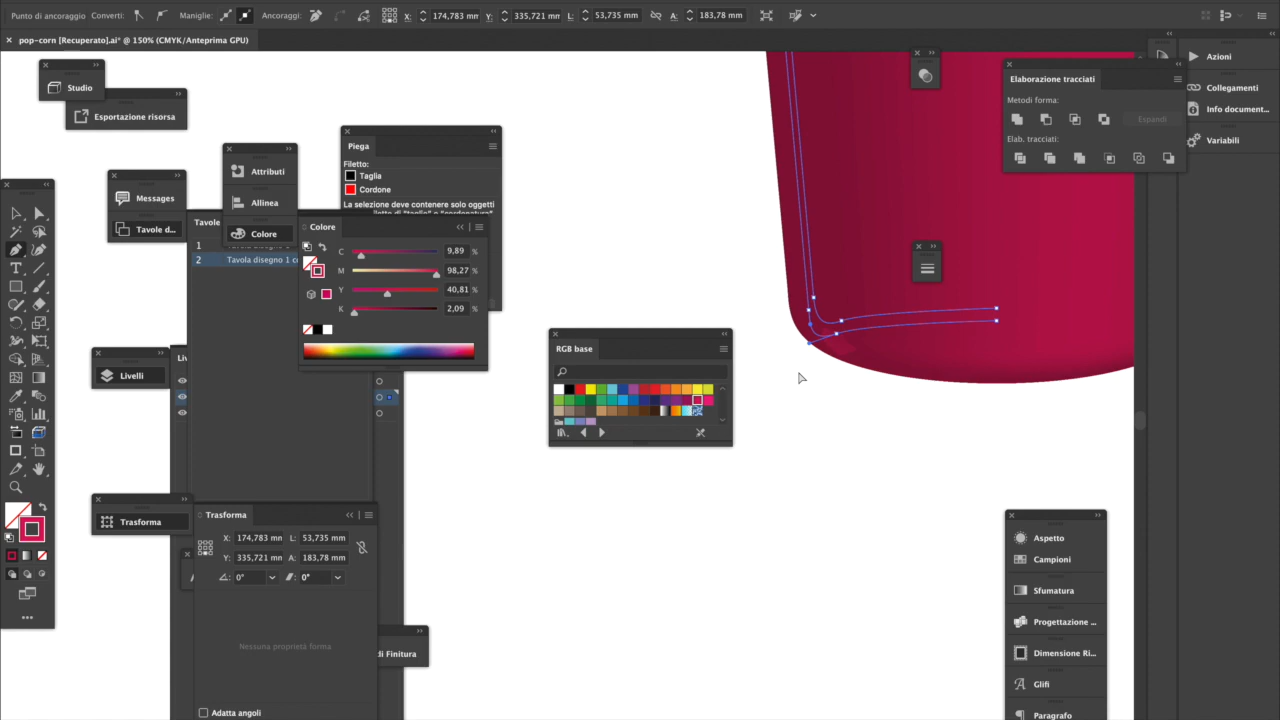 Punto di ancoraggio Converti: Maniglie: Ancoraggi: X: 174,783 mm Y: 335,721 mm L: 53,735 mm A: 183,78 mm
pop-corn [Recuperato].ai* @ 150% (CMYK/Anteprima GPU)
Studio
Esportazione risorsa
Messages
Tavole d...
Attributi
Allinea
Colore
Piega
Filetto:
Taglia
Cordone
La selezione deve contenere solo oggetti
Tavole
1
2 Tavola disegno 1 co
Colore
C 9,89 %
M 98,27 %
Y 40,81 %
K 2,09 %
Livelli
Liv
RGB base
Trasforma
Trasforma
X: 174,783 mm L: 53,735 mm
Y: 335,721 mm A: 183,78 mm
0° 0°
Nessuna proprietà forma
Adatta angoli
di Finitura
Elaborazione tracciati
Metodi forma:
Espandi
Elab. tracciati:
Azioni
Collegamenti
Info document...
Variabili
Aspetto
Campioni
Sfumatura
Progettazione ...
Dimensione Ri...
Glifi
Paragrafo